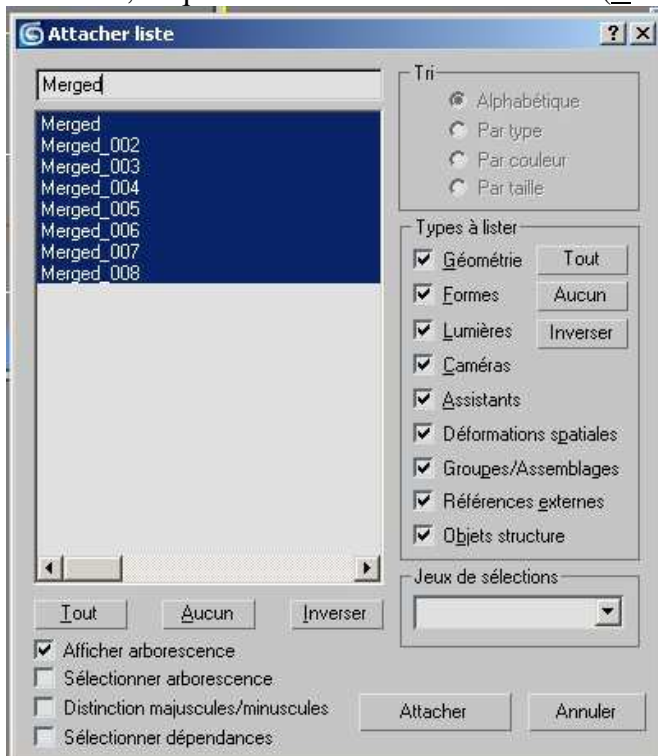 Attacher liste
Merged
Merged
Merged_002
Merged_003
Merged_004
Merged_005
Merged_006
Merged_007
Merged_008
Tout Aucun Inverser
Afficher arborescence
Sélectionner arborescence
Distinction majuscules/minuscules
Sélectionner dépendances
Tri
Alphabétique
Par type
Par couleur
Par taille
Types à lister
Géométrie Tout
Formes Aucun
Lumières Inverser
Caméras
Assistants
Déformations spatiales
Groupes/Assemblages
Références externes
Objets structure
Jeux de sélections
Attacher Annuler